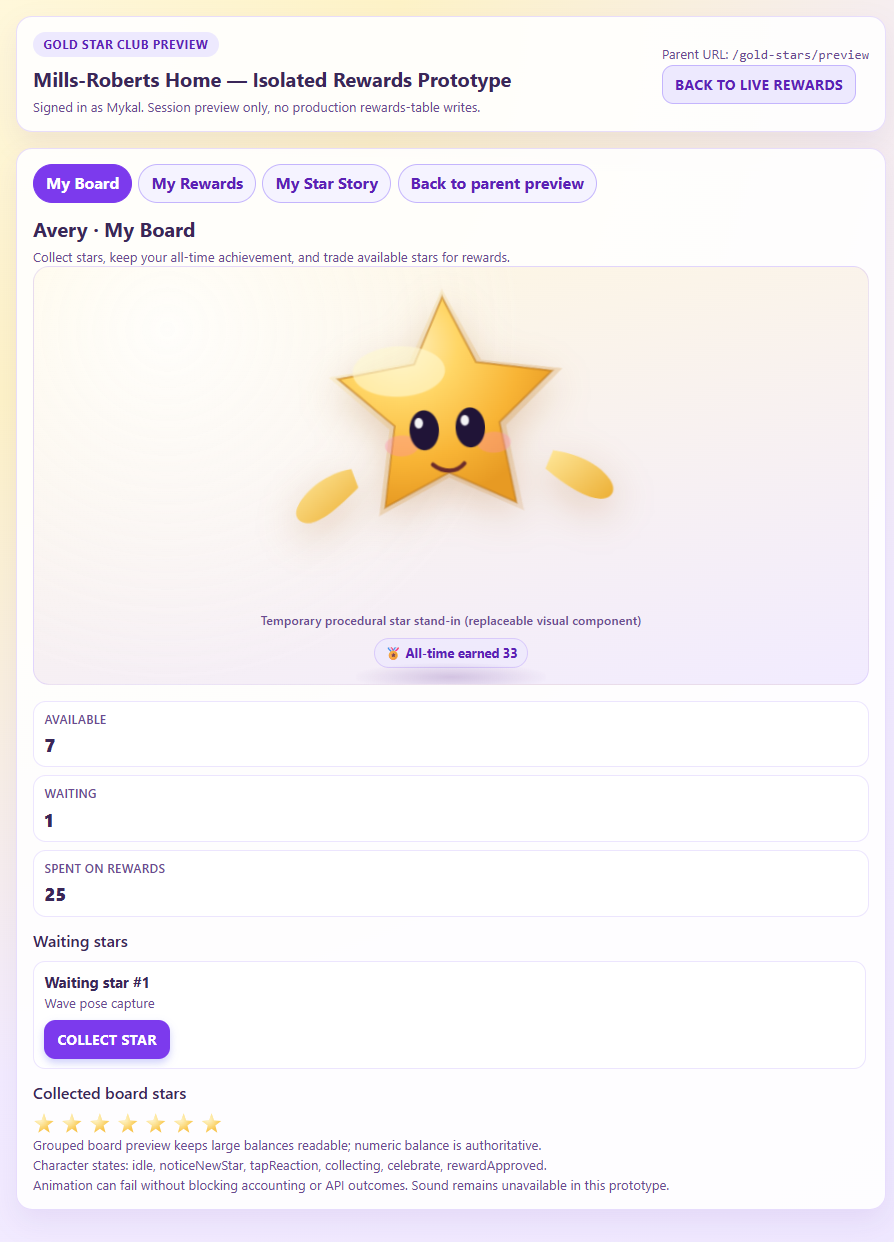 GOLD STAR CLUB PREVIEW
Mills-Roberts Home — Isolated Rewards Prototype
Signed in as Mykal. Session preview only, no production rewards-table writes.
Parent URL: /gold-stars/preview
BACK TO LIVE REWARDS
My Board
My Rewards
My Star Story
Back to parent preview
Avery · My Board
Collect stars, keep your all-time achievement, and trade available stars for rewards.
Temporary procedural star stand-in (replaceable visual component)
All-time earned 33
AVAILABLE
7
WAITING
1
SPENT ON REWARDS
25
Waiting stars
Waiting star #1
Wave pose capture
COLLECT STAR
Collected board stars
Grouped board preview keeps large balances readable; numeric balance is authoritative.
Character states: idle, noticeNewStar, tapReaction, collecting, celebrate, rewardApproved.
Animation can fail without blocking accounting or API outcomes. Sound remains unavailable in this prototype.